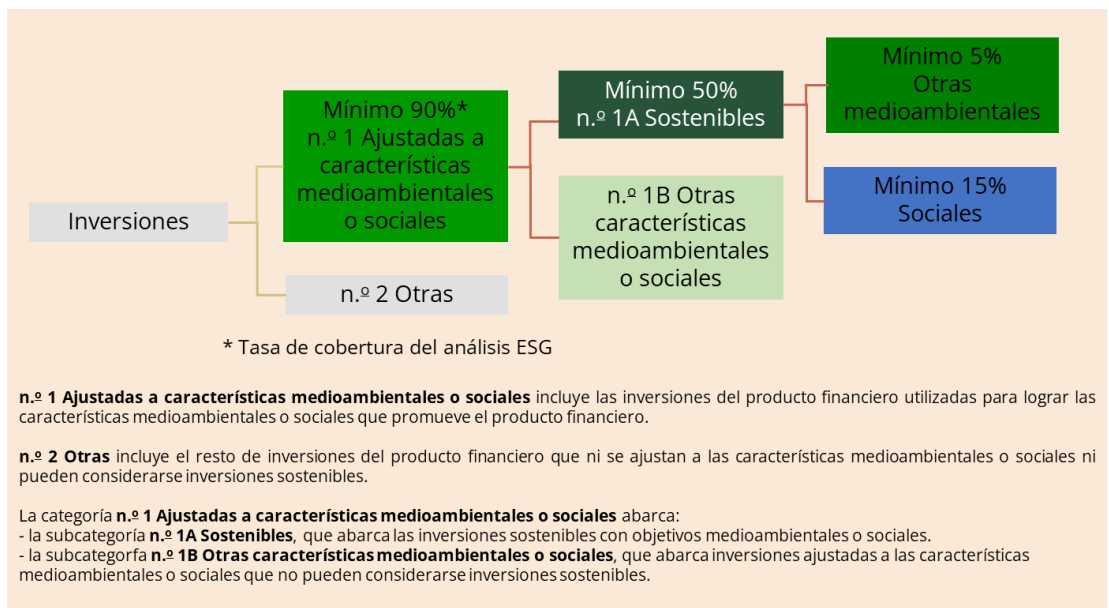 Inversiones
Mínimo 90%*
n.º 1 Ajustadas a
características
medioambientales
o sociales
n.º 2 Otras
Mínimo 50%
n.º 1A Sostenibles
n.º 1B Otras
características
medioambientales
o sociales
Mínimo 5%
Otras
medioambientales
Mínimo 15%
Sociales
* Tasa de cobertura del análisis ESG
n.º 1 Ajustadas a características medioambientales o sociales incluye las inversiones del producto financiero utilizadas para lograr las
características medioambientales o sociales que promueve el producto financiero.
n.º 2 Otras incluye el resto de inversiones del producto financiero que ni se ajustan a las características medioambientales o sociales ni
pueden considerarse inversiones sostenibles.
La categoría n.º 1 Ajustadas a características medioambientales o sociales abarca:
- la subcategoría n.º 1A Sostenibles, que abarca las inversiones sostenibles con objetivos medioambientales o sociales.
- la subcategorfa n.º 1B Otras características medioambientales o sociales, que abarca inversiones ajustadas a las características
medioambientales o sociales que no pueden considerarse inversiones sostenibles.